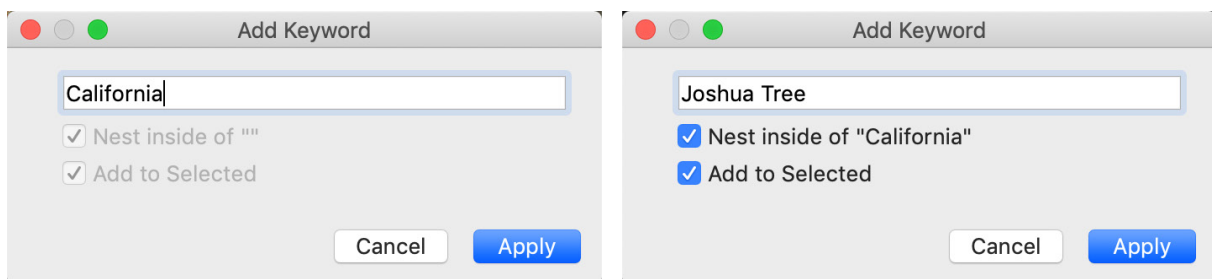 Add Keyword
California
Nest inside of ""
Add to Selected
Cancel
Apply
Add Keyword
Joshua Tree
Nest inside of "California"
Add to Selected
Cancel
Apply